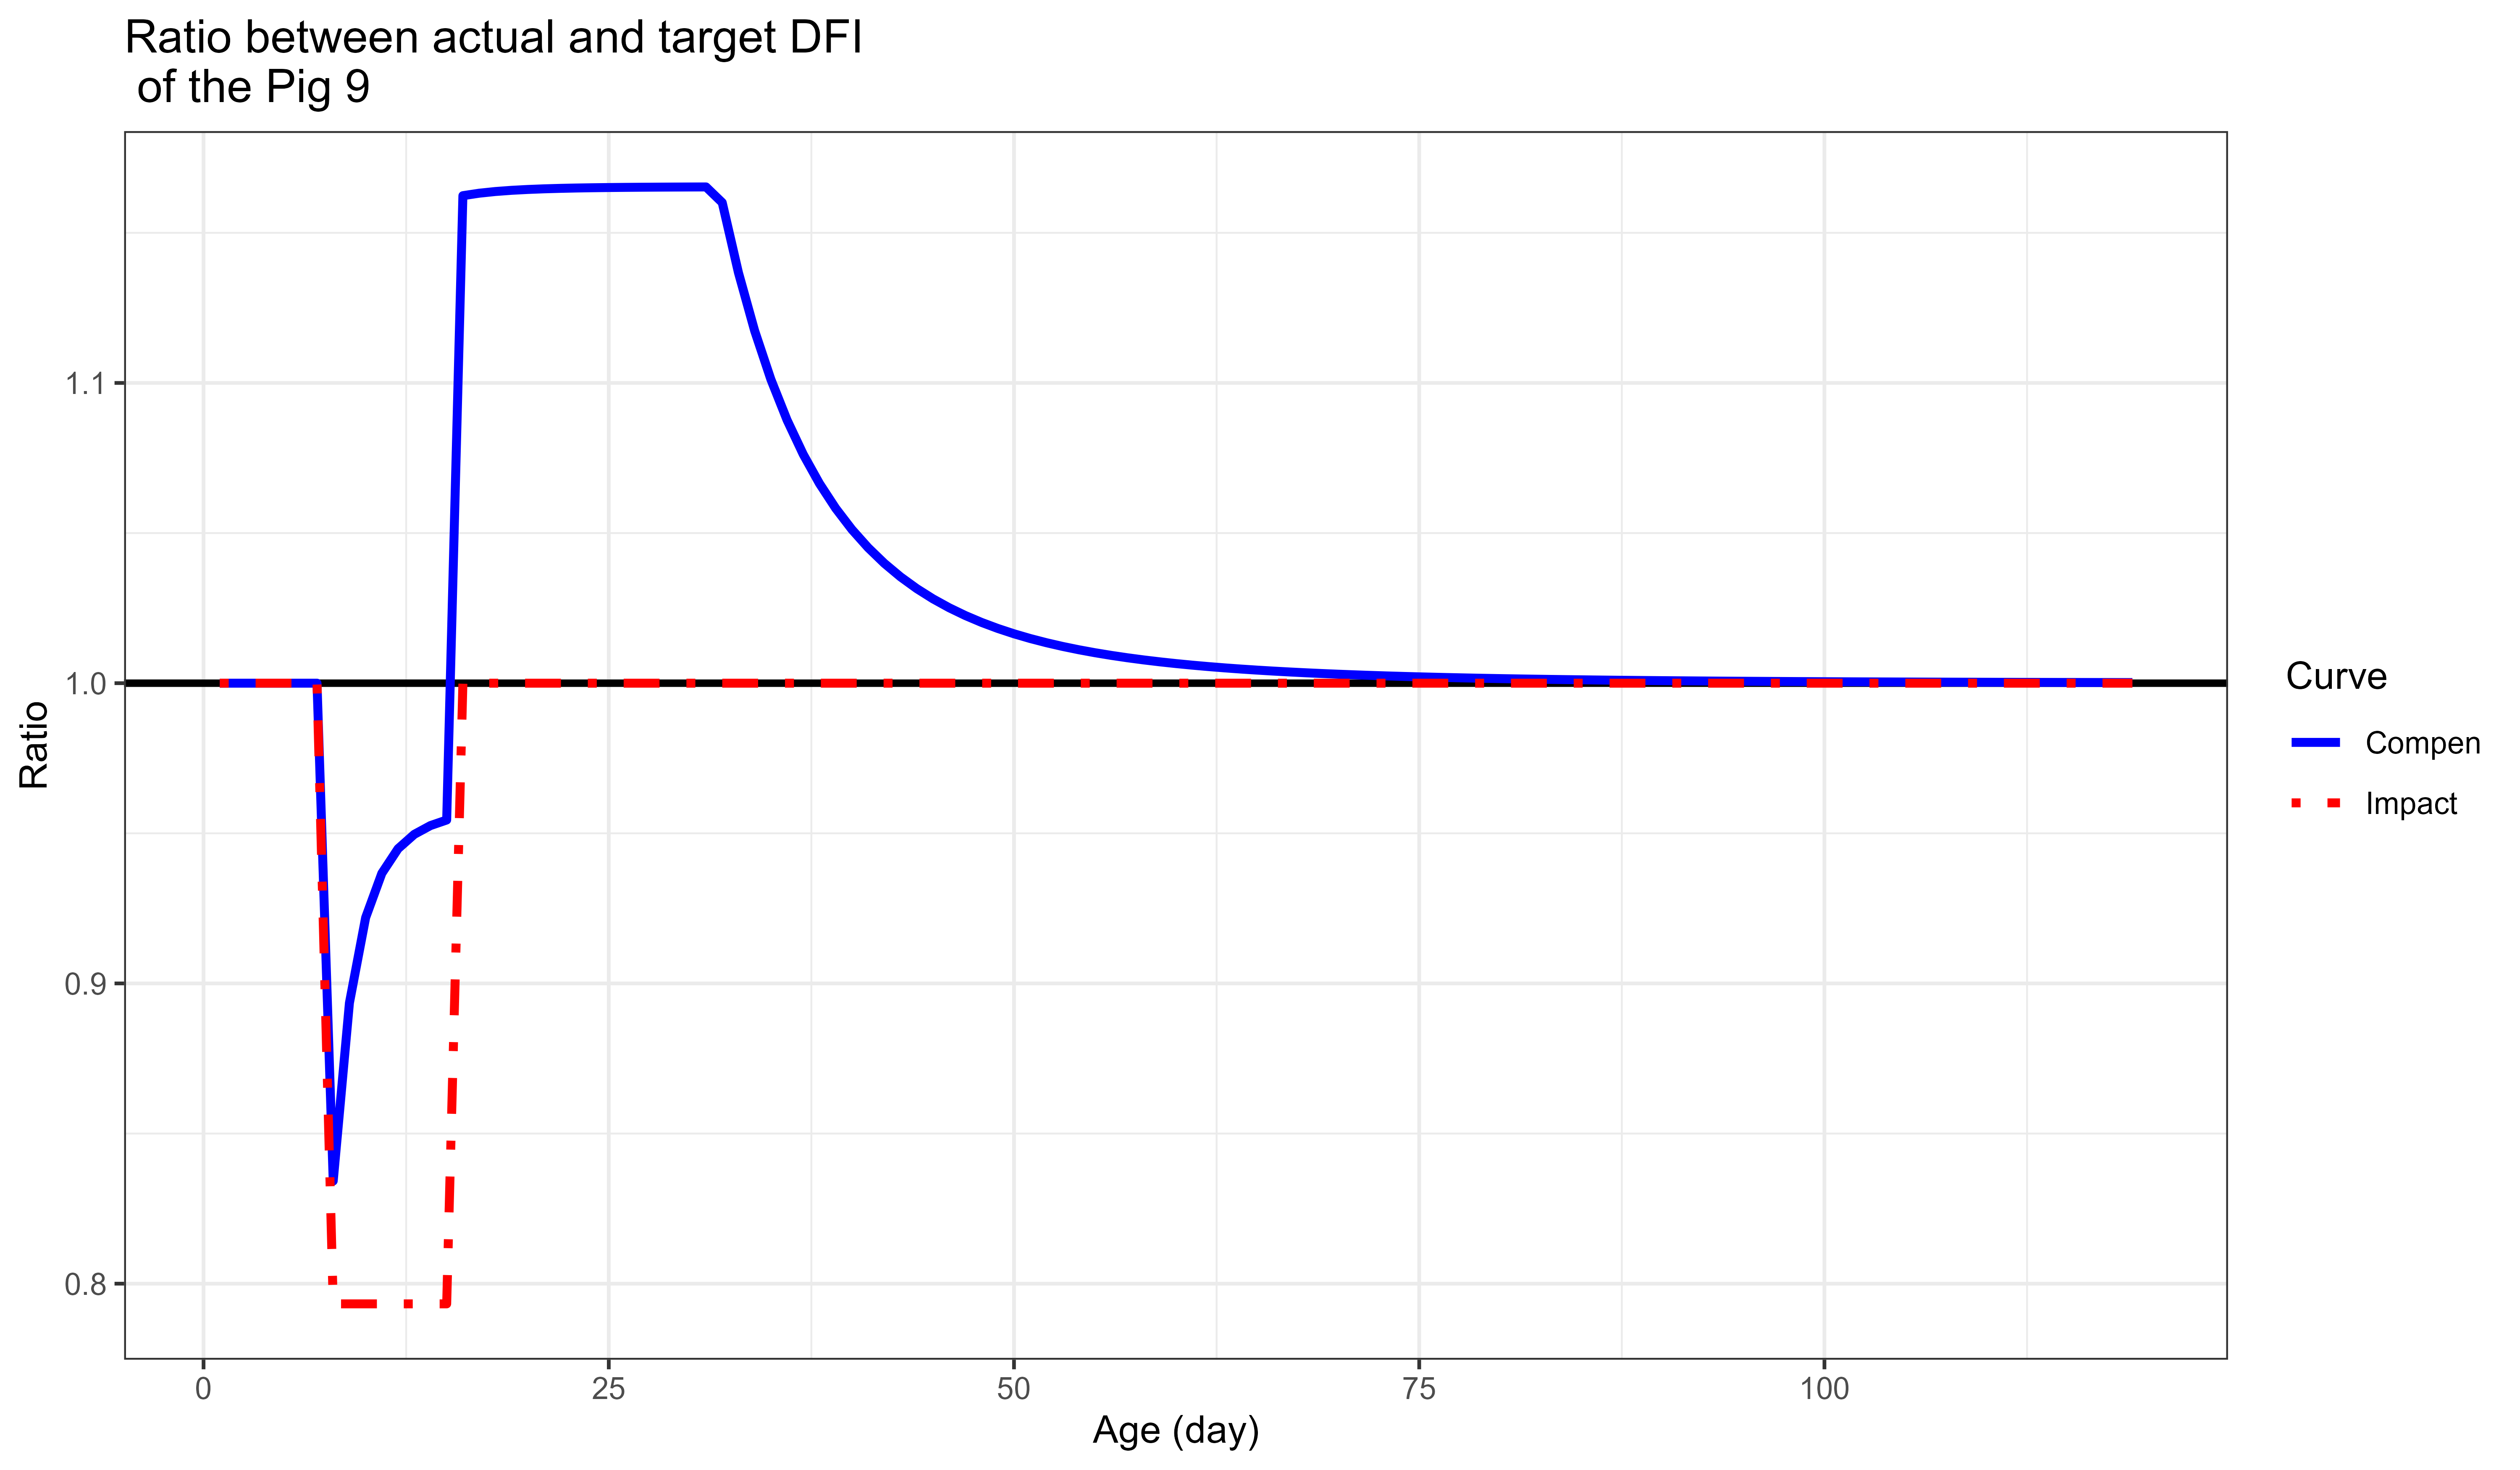 Ratio between actual and target DFI
of the Pig 9
Ratio
1.1
1.0
0.9
0.8
0
25
50
75
100
Age (day)
Curve
Compen
Impact